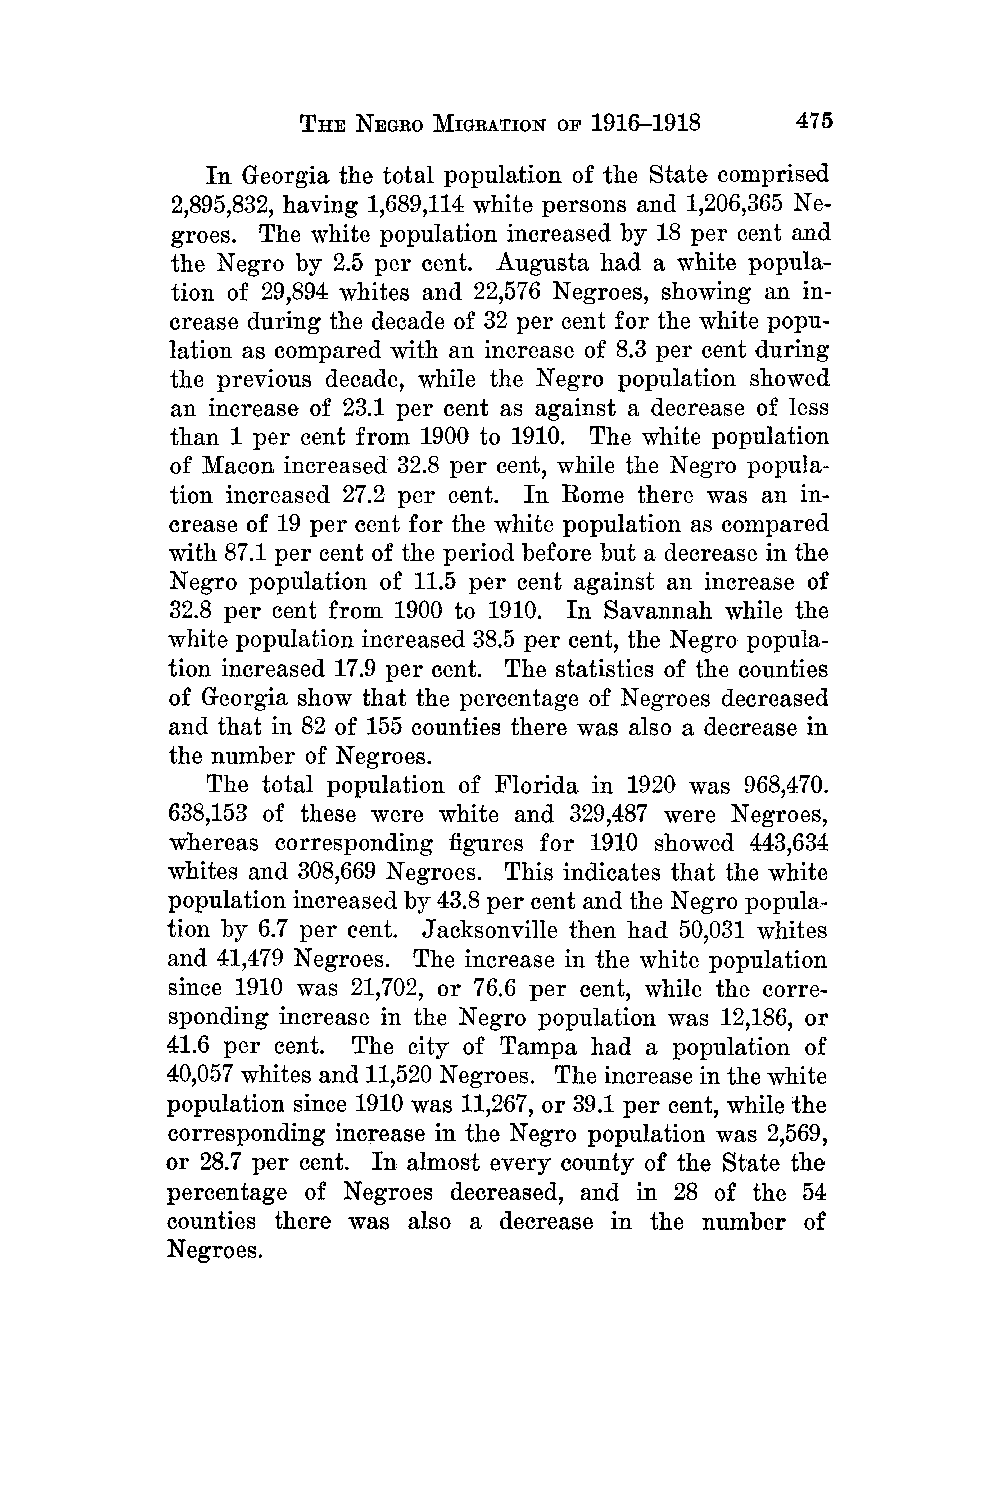 The Negro Migration of 1916–1918 475
In Georgia the total population of the State comprised
2,895,832, having 1,689,114 white persons and 1,206,365 Ne-
groes. The white population increased by 18 per cent and
the Negro by 2.5 per cent. Augusta had a white popula-
tion of 29,894 whites and 22,576 Negroes, showing an in-
crease during the decade of 32 per cent for the white popu-
lation as compared with an increase of 8.3 per cent during
the previous decade, while the Negro population showed
an increase of 23.1 per cent as against a decrease of less
than 1 per cent from 1900 to 1910. The white population
of Macon increased 32.8 per cent, while the Negro popula-
tion increased 27.2 per cent. In Rome there was an in-
crease of 19 per cent for the white population as compared
with 87.1 per cent of the period before but a decrease in the
Negro population of 11.5 per cent against an increase of
32.8 per cent from 1900 to 1910. In Savannah while the
white population increased 38.5 per cent, the Negro popula-
tion increased 17.9 per cent. The statistics of the counties
of Georgia show that the percentage of Negroes decreased
and that in 82 of 155 counties there was also a decrease in
the number of Negroes.
The total population of Florida in 1920 was 968,470.
638,153 of these were white and 329,487 were Negroes,
whereas corresponding figures for 1910 showed 443,634
whites and 308,669 Negroes. This indicates that the white
population increased by 43.8 per cent and the Negro popula-
tion by 6.7 per cent. Jacksonville then had 50,031 whites
and 41,479 Negroes. The increase in the white population
since 1910 was 21,702, or 76.6 per cent, while the corre-
sponding increase in the Negro population was 12,186, or
41.6 per cent. The city of Tampa had a population of
40,057 whites and 11,520 Negroes. The increase in the white
population since 1910 was 11,267, or 39.1 per cent, while the
corresponding increase in the Negro population was 2,569,
or 28.7 per cent. In almost every county of the State the
percentage of Negroes decreased, and in 28 of the 54
counties there was also a decrease in the number of
Negroes.